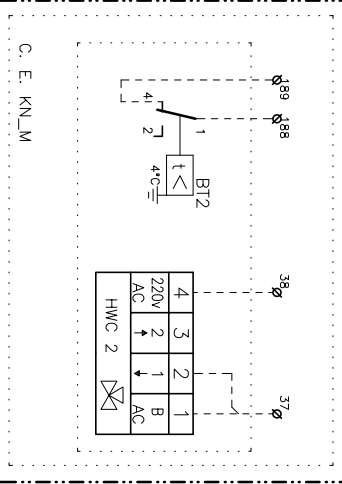 189 188 38 37
4 1
2
BT2
t <
4°C
4 3 2 1
220v 2 1 B
AC → ← AC
HWC 2
C. E. KN_M